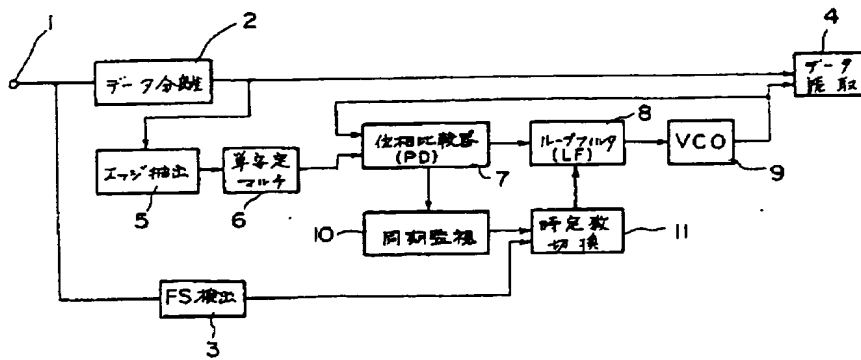 1
2
データ分離
4
データ
読取
8
エッジ抽出
5
単安定
マルチ
6
位相比較器
(PD)
7
ループフィルタ
(LF)
VCO
9
10
同期監視
時定数
切換
11
FS検出
3